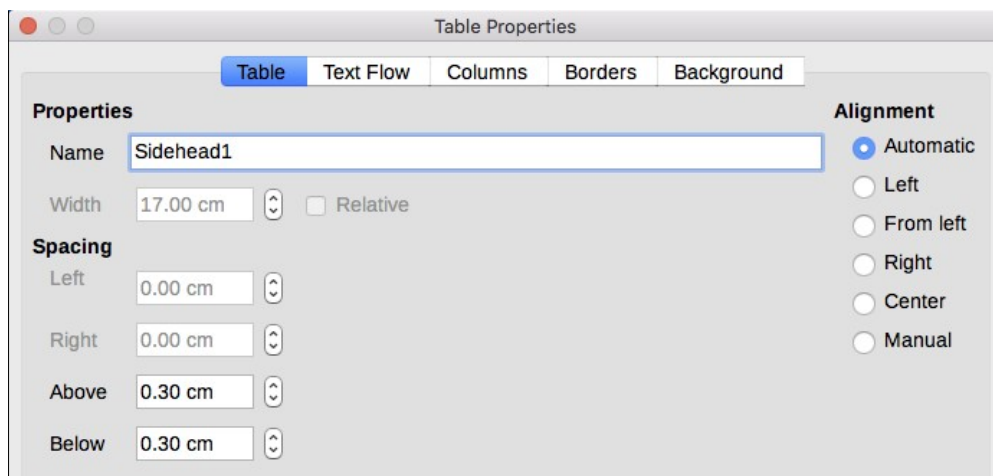 Table Properties
Table Text Flow Columns Borders Background
Properties
Name Sidehead1
Width 17.00 cm Relative
Spacing
Left 0.00 cm
Right 0.00 cm
Above 0.30 cm
Below 0.30 cm
Alignment
Automatic
Left
From left
Right
Center
Manual